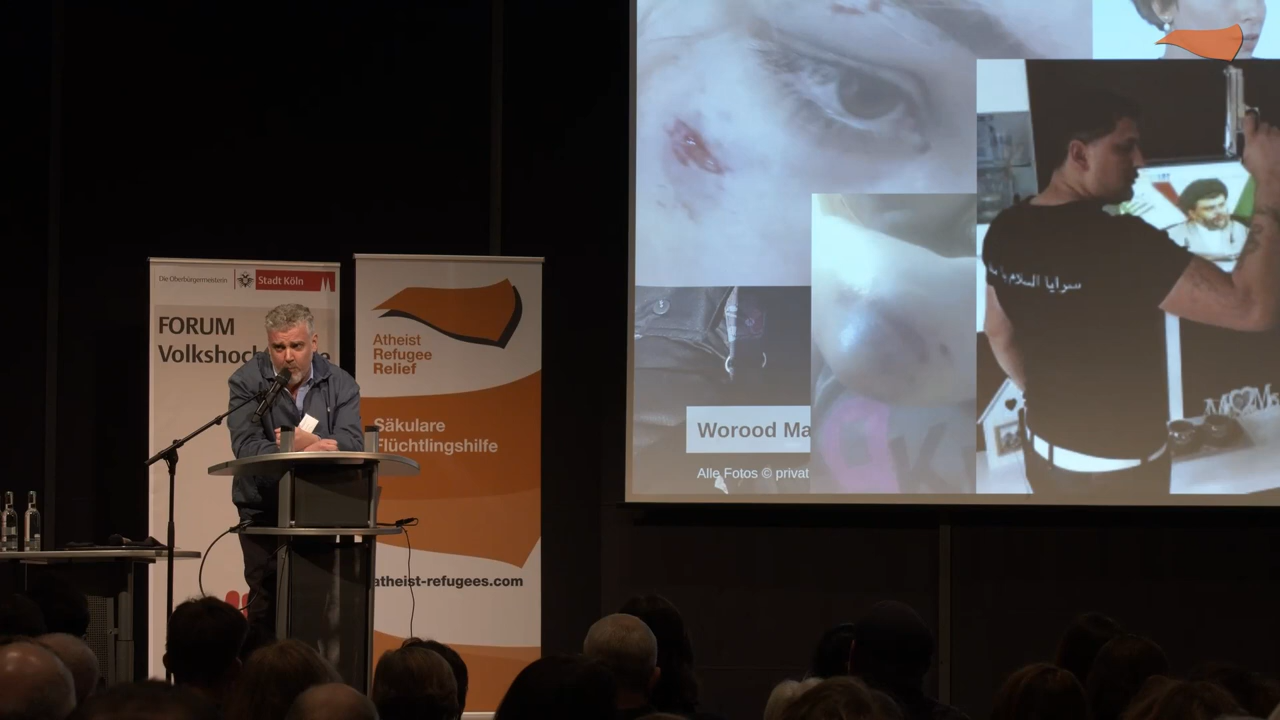 Die Oberbürgermeisterin
Stadt Köln
FORUM
Volkshoch
Atheist
Refugee
Relief
Säkulare
Flüchtlingshilfe
atheist-refugees.com
سرايا السلام
Worood Ma
Alle Fotos © privat